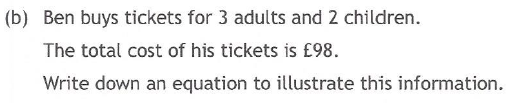 (b) Ben buys tickets for 3 adults and 2 children.
The total cost of his tickets is £98.
Write down an equation to illustrate this information.